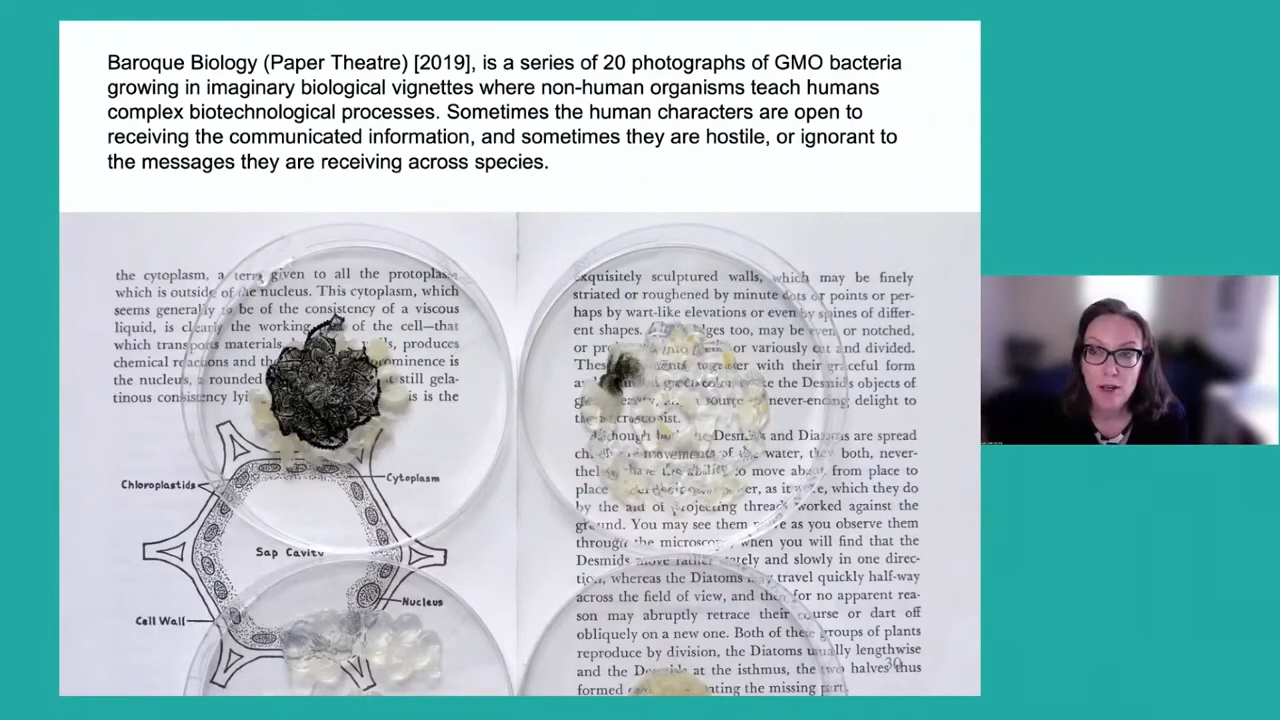 Baroque Biology (Paper Theatre) [2019], is a series of 20 photographs of GMO bacteria
growing in imaginary biological vignettes where non-human organisms teach humans
complex biotechnological processes. Sometimes the human characters are open to
receiving the communicated information, and sometimes they are hostile, or ignorant to
the messages they are receiving across species.
the cytoplasm, a term given to all the protoplasm
which is outside of the nucleus. This cytoplasm, which
seems generally to be of the consistency of a viscous
liquid, is clearly the working of the cell—that
which transports materials, produces
chemical reactions and the prominence is
the nucleus, a rounded still gela-
tinous consistency is the
Chloroplastids
Cytoplasm
Sap Cavity
Nucleus
Cell Wall
exquisitely sculptured walls, which may be finely
striated or roughened by minute dots or points or per-
haps by wart-like elevations or even by spines of differ-
ent shapes. too, may be even or notched,
or into or variously cut and divided.
These together with their graceful form
and green color the Desmids objects of
source never-ending delight to
the microscopist.
Although the Desmids and Diatoms are spread
movements of the water, they both, never-
have the ability to move about from place to
place under their own power, as it were, which they do
by the aid of projecting threads worked against the
ground. You may see them as you observe them
through the microscope, when you will find that the
Desmids move rather and slowly in one direc-
tion, whereas the Diatoms may travel quickly half-way
across the field of view, and then for no apparent rea-
son may abruptly retrace their course or dart off
obliquely on a new one. Both of these groups of plants
reproduce by division, the Diatoms usually lengthwise
and the Desmids at the isthmus, the two halves thus
formed the missing part.
30